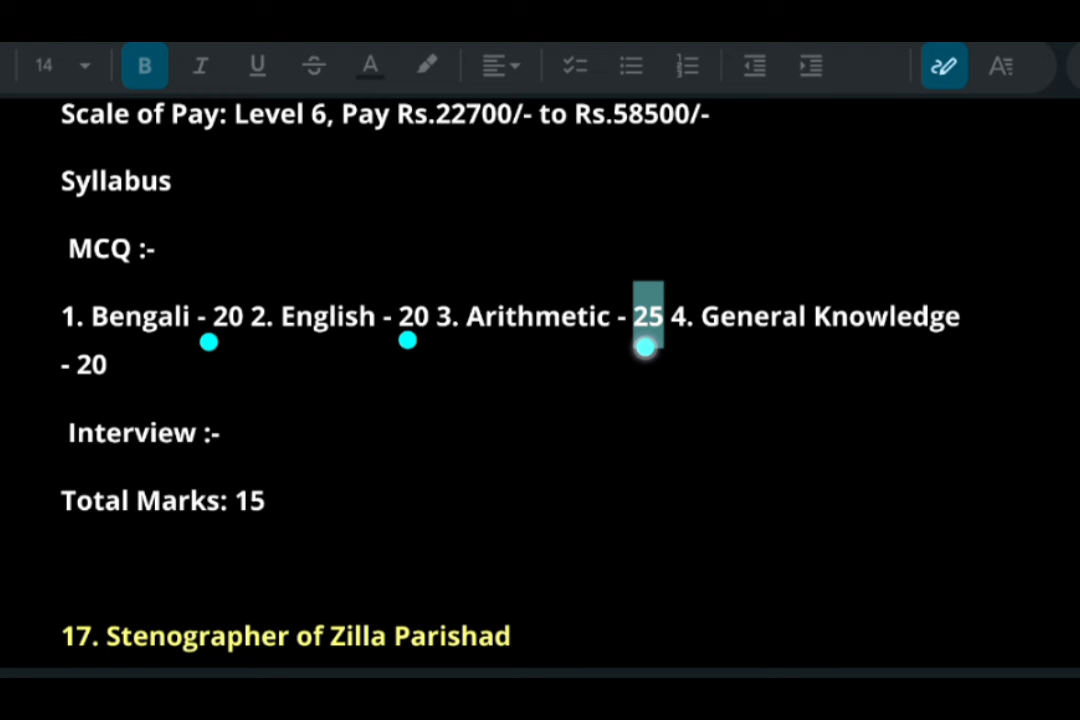 14 B I U S A A
Scale of Pay: Level 6, Pay Rs.22700/- to Rs.58500/-
Syllabus
MCQ :-
1. Bengali - 20 2. English - 20 3. Arithmetic - 25 4. General Knowledge
- 20
Interview :-
Total Marks: 15
17. Stenographer of Zilla Parishad